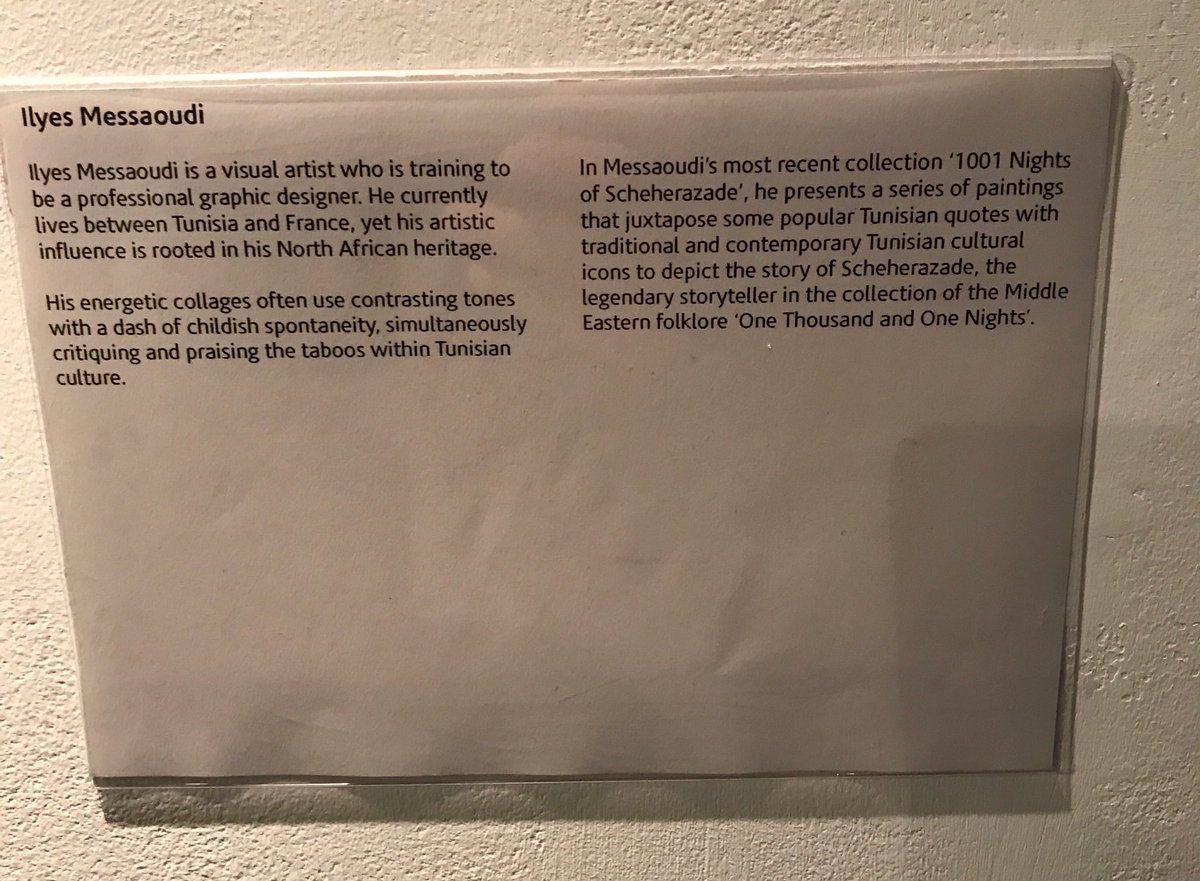 Ilyes Messaoudi
Ilyes Messaoudi is a visual artist who is training to
be a professional graphic designer. He currently
lives between Tunisia and France, yet his artistic
influence is rooted in his North African heritage.
His energetic collages often use contrasting tones
with a dash of childish spontaneity, simultaneously
critiquing and praising the taboos within Tunisian
culture.
In Messaoudi’s most recent collection ‘1001 Nights
of Scheherazade’, he presents a series of paintings
that juxtapose some popular Tunisian quotes with
traditional and contemporary Tunisian cultural
icons to depict the story of Scheherazade, the
legendary storyteller in the collection of the Middle
Eastern folklore ‘One Thousand and One Nights’.